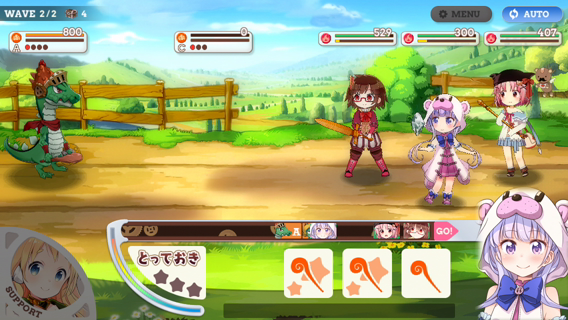 WAVE 2/2 4
MENU
AUTO
800
A
0
C
529
300
407
A
GO!
とっておき
SUPPORT